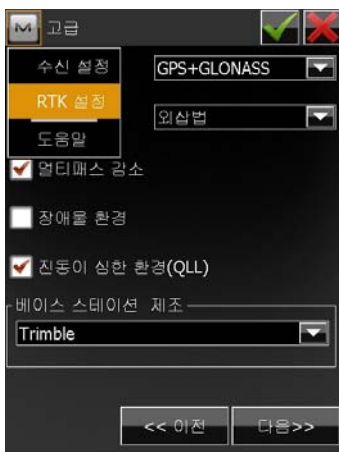 고급
수신 설정
GPS+GLONASS
RTK 설정
외삽법
도움말
멀티패스 감소
장애물 환경
진동이 심한 환경(QLL)
베이스 스테이션 제조
Trimble
<< 이전
다음>>